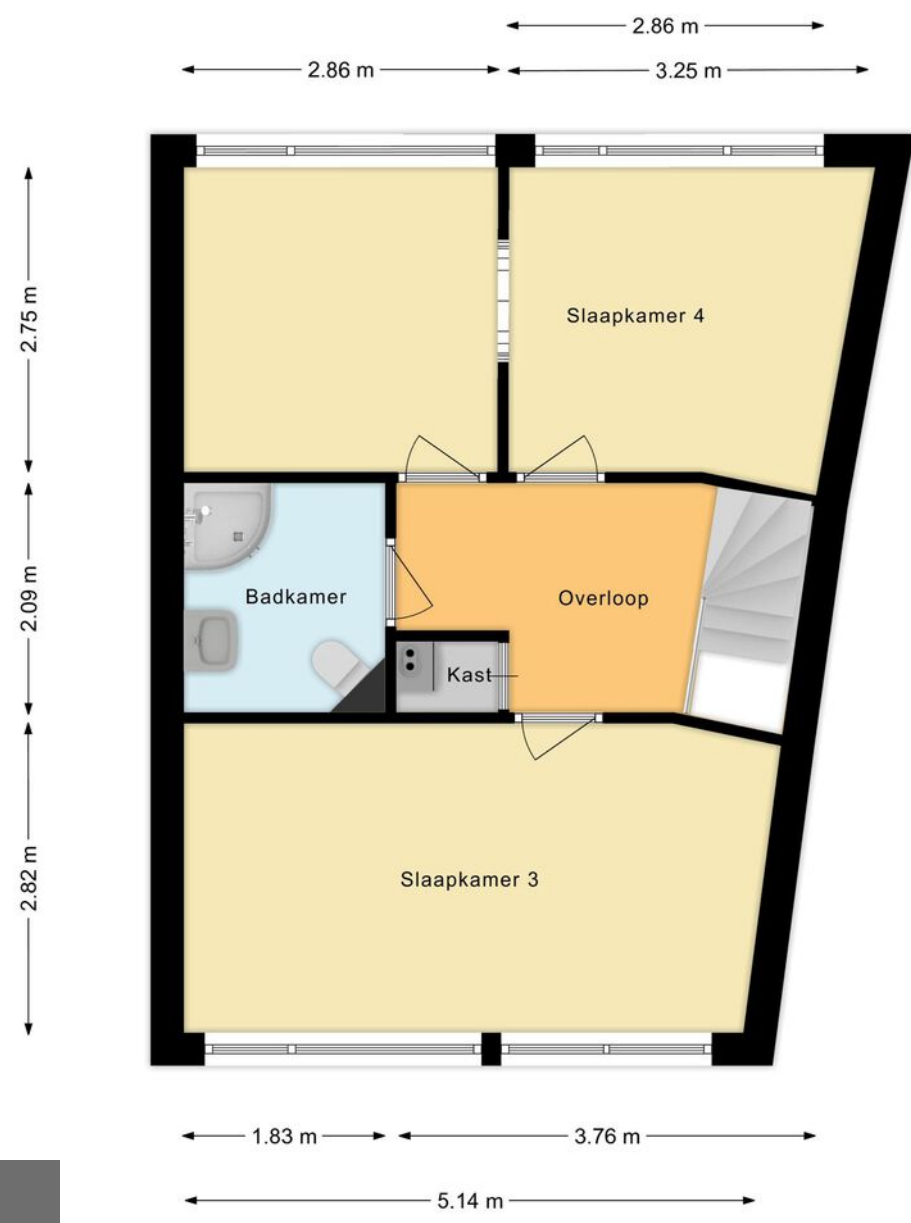 2.86 m
2.86 m
3.25 m
2.75 m
Slaapkamer 4
2.09 m
Badkamer
Overloop
Kast
2.82 m
Slaapkamer 3
1.83 m
3.76 m
5.14 m